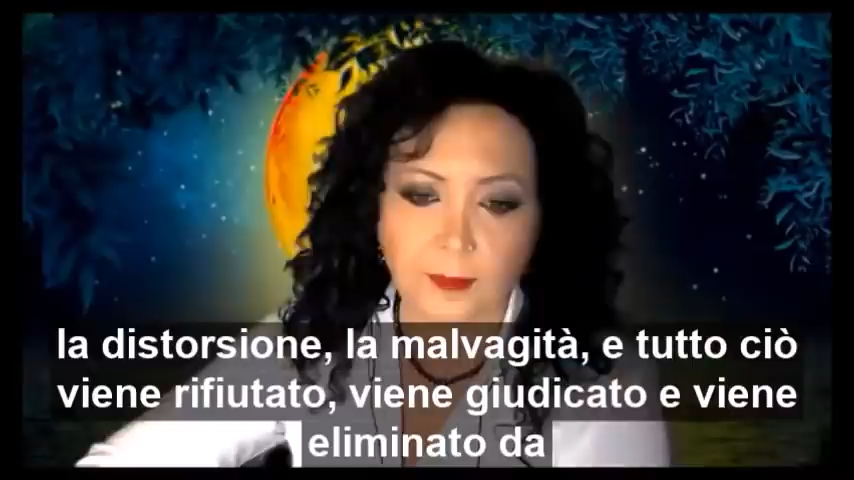 la distorsione, la malvagità, e tutto ciò
viene rifiutato, viene giudicato e viene
eliminato da